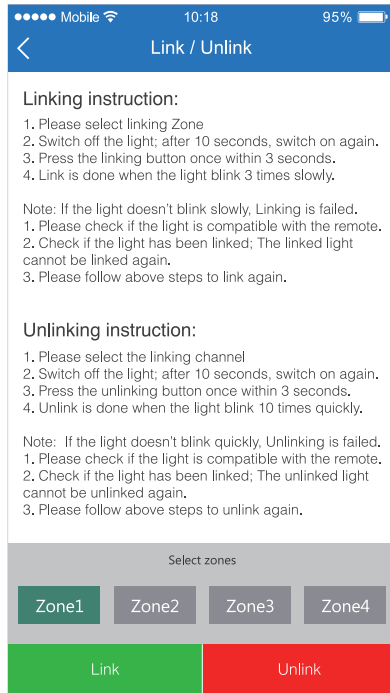 Mobile 10:18 95%
Link / Unlink
Linking instruction:
1. Please select linking Zone
2. Switch off the light; after 10 seconds, switch on again.
3. Press the linking button once within 3 seconds.
4. Link is done when the light blink 3 times slowly.
Note: If the light doesn't blink slowly, Linking is failed.
1. Please check if the light is compatible with the remote.
2. Check if the light has been linked; The linked light
cannot be linked again.
3. Please follow above steps to link again.
Unlinking instruction:
1. Please select the linking channel
2. Switch off the light; after 10 seconds, switch on again.
3. Press the unlinking button once within 3 seconds.
4. Unlink is done when the light blink 10 times quickly.
Note: If the light doesn't blink quickly, Unlinking is failed.
1. Please check if the light is compatible with the remote.
2. Check if the light has been linked; The unlinked light
cannot be unlinked again.
3. Please follow above steps to unlink again.
Select zones
Zone1 Zone2 Zone3 Zone4
Link Unlink